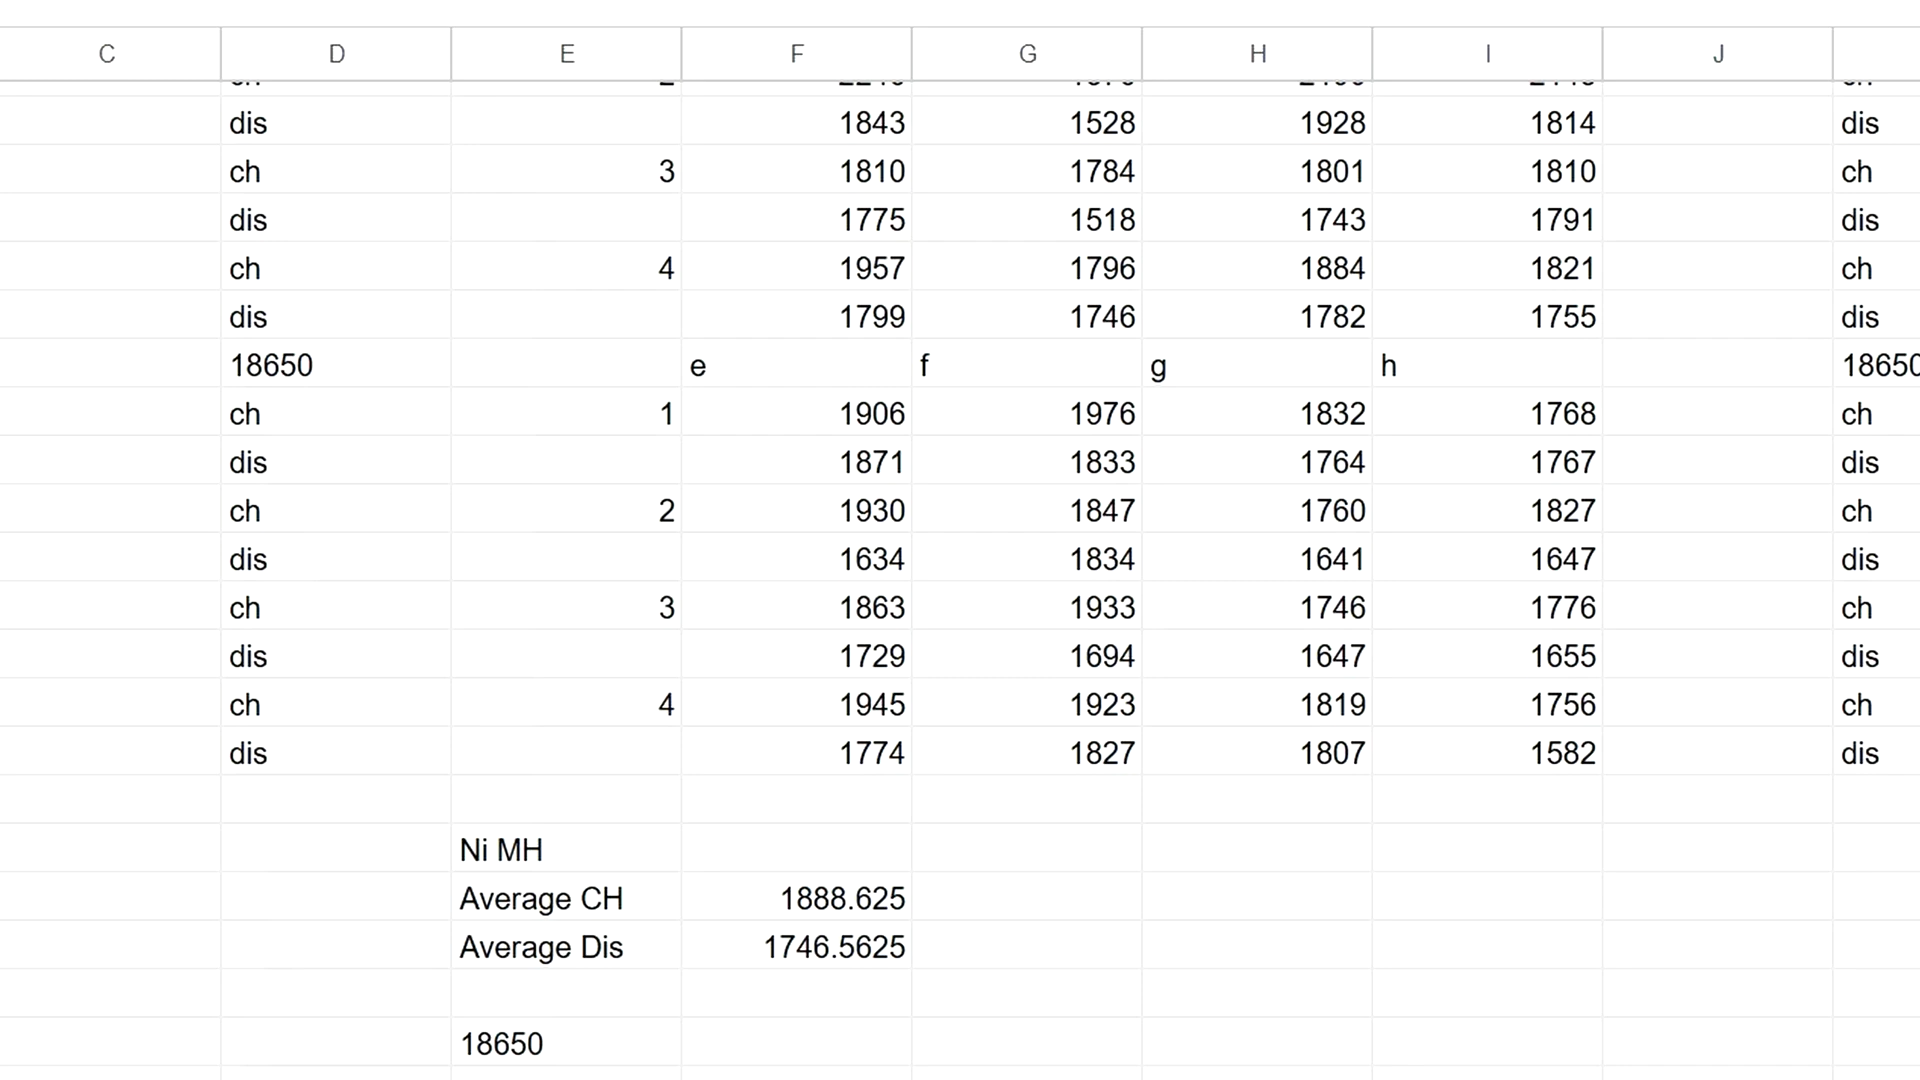 C D E F G H I J
dis 1843 1528 1928 1814 dis
ch 3 1810 1784 1801 1810 ch
dis 1775 1518 1743 1791 dis
ch 4 1957 1796 1884 1821 ch
dis 1799 1746 1782 1755 dis
18650 e f g h 18650
ch 1 1906 1976 1832 1768 ch
dis 1871 1833 1764 1767 dis
ch 2 1930 1847 1760 1827 ch
dis 1634 1834 1641 1647 dis
ch 3 1863 1933 1746 1776 ch
dis 1729 1694 1647 1655 dis
ch 4 1945 1923 1819 1756 ch
dis 1774 1827 1807 1582 dis
Ni MH
Average CH 1888.625
Average Dis 1746.5625
18650